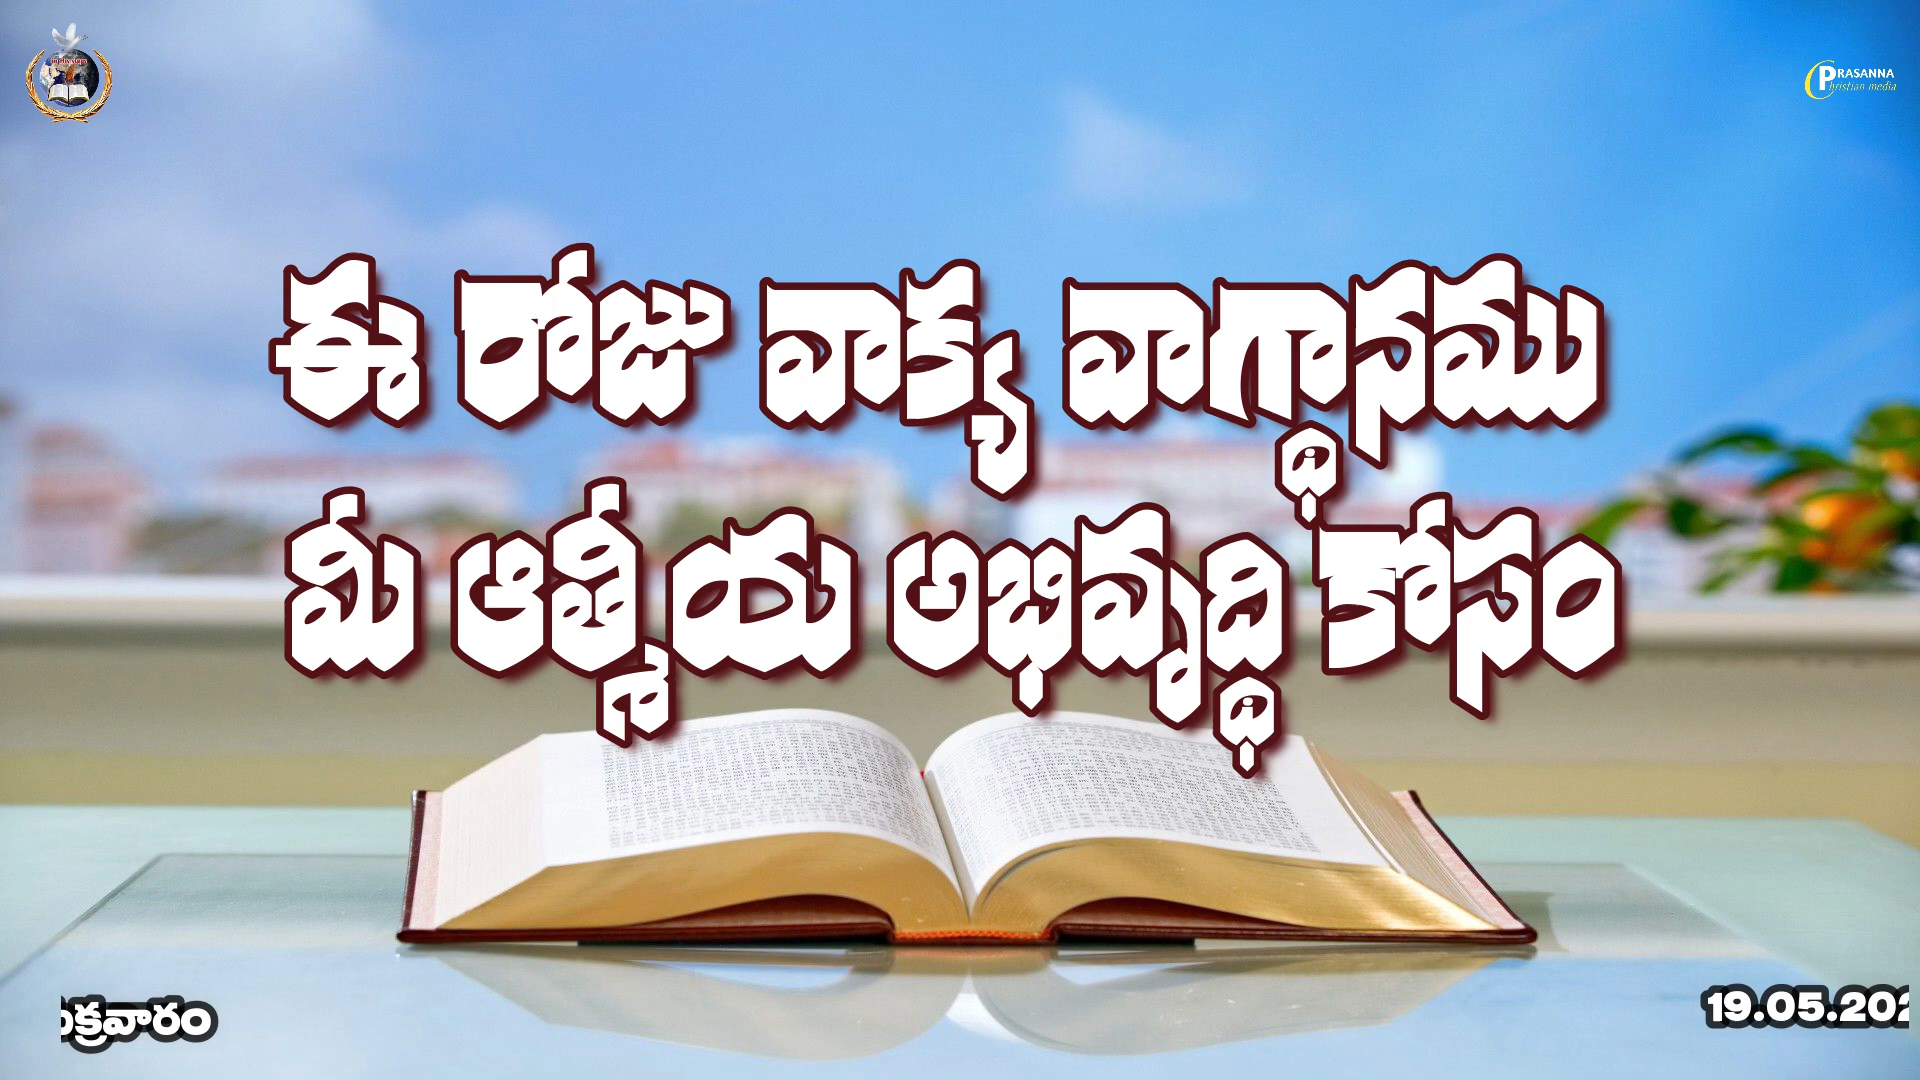 PRASANNA
Christian media
ఈ రోజు వాక్య వాగ్ధానము
మీ ఆత్మీయ అభివృద్ధి కోసం
క్రవారం
19.05.202